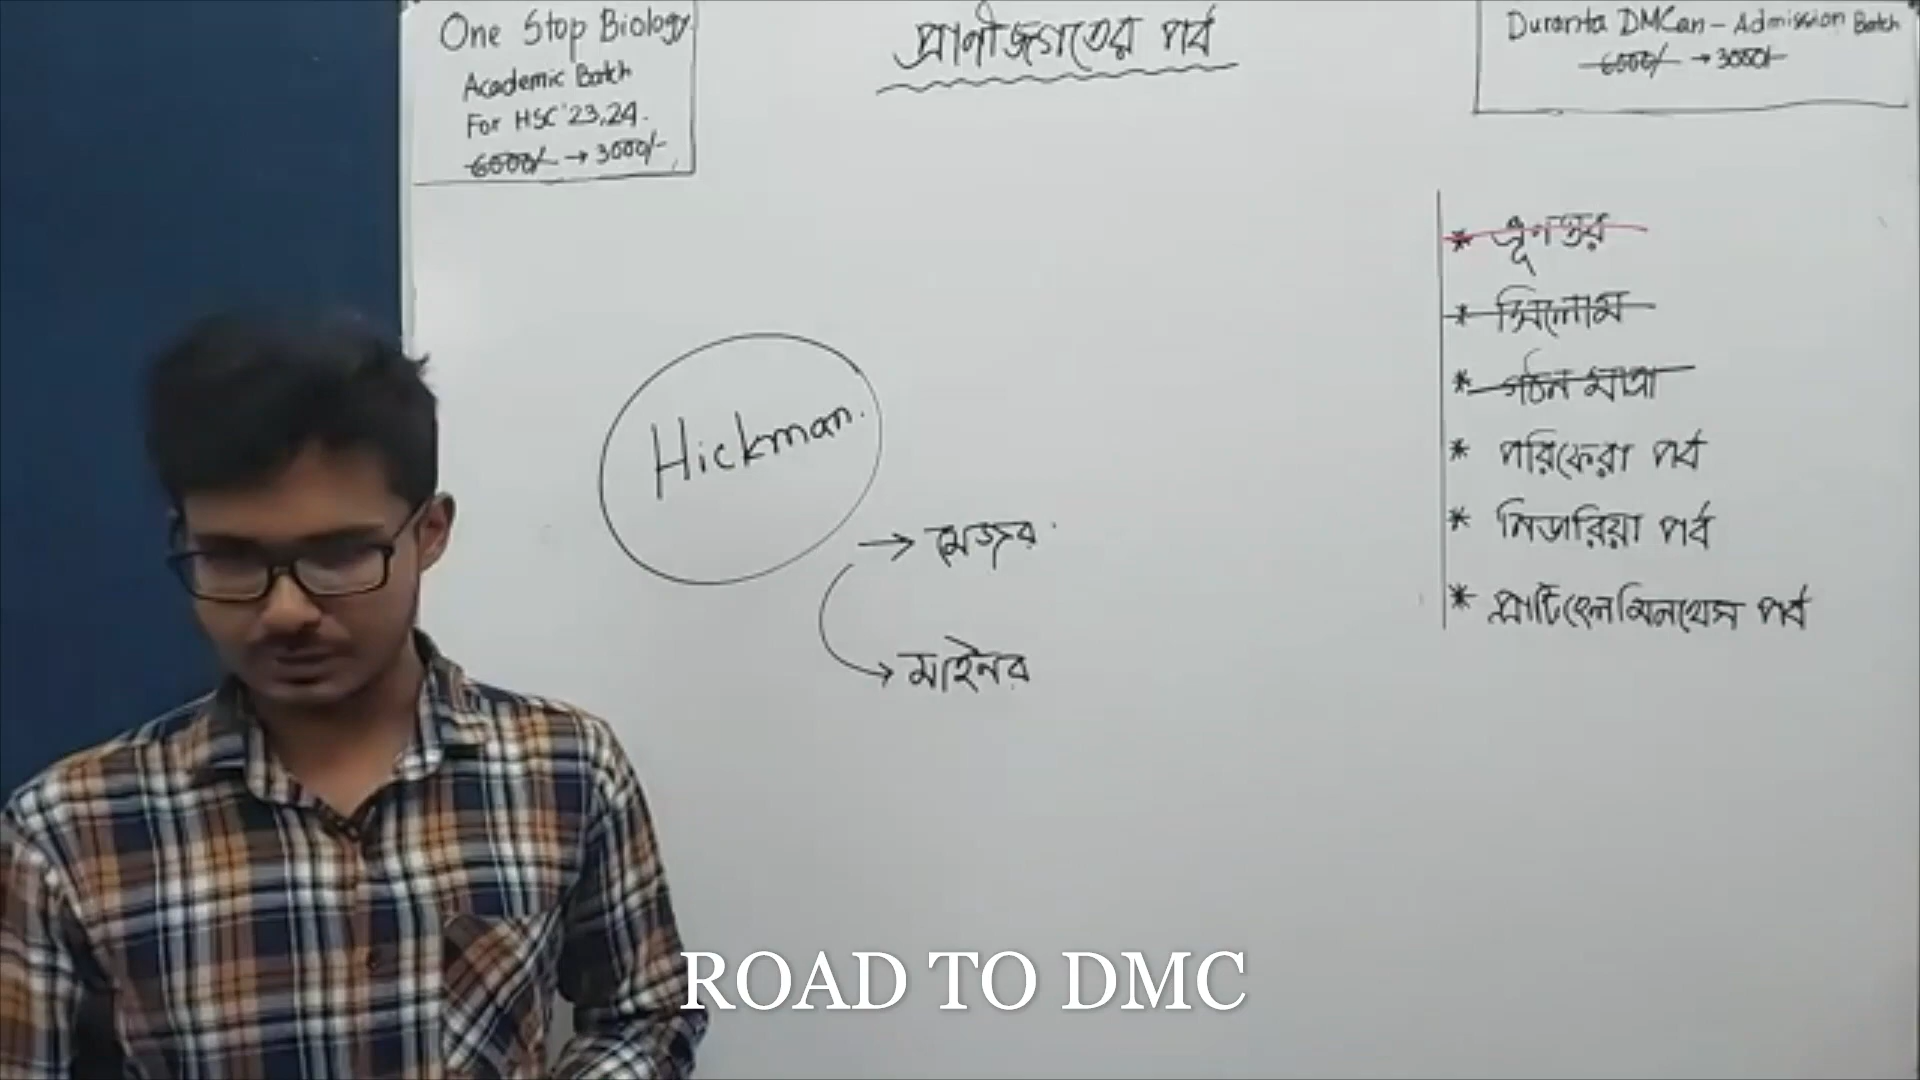 One Stop Biology
Academic Batch
For HSC '23,24.
6000/- → 3000/-
প্রাণীজগতের পর্ব
Duranta DMCan - Admission Batch
6000/- → 3000/-
* ভ্রূণস্তর
* সিলোম
* গঠন মাত্রা
* পরিফেরা পর্ব
* নিডারিয়া পর্ব
* প্লাটিহেলমিনথেস পর্ব
Hickman.
→ মেজর
→ মাইনর
ROAD TO DMC